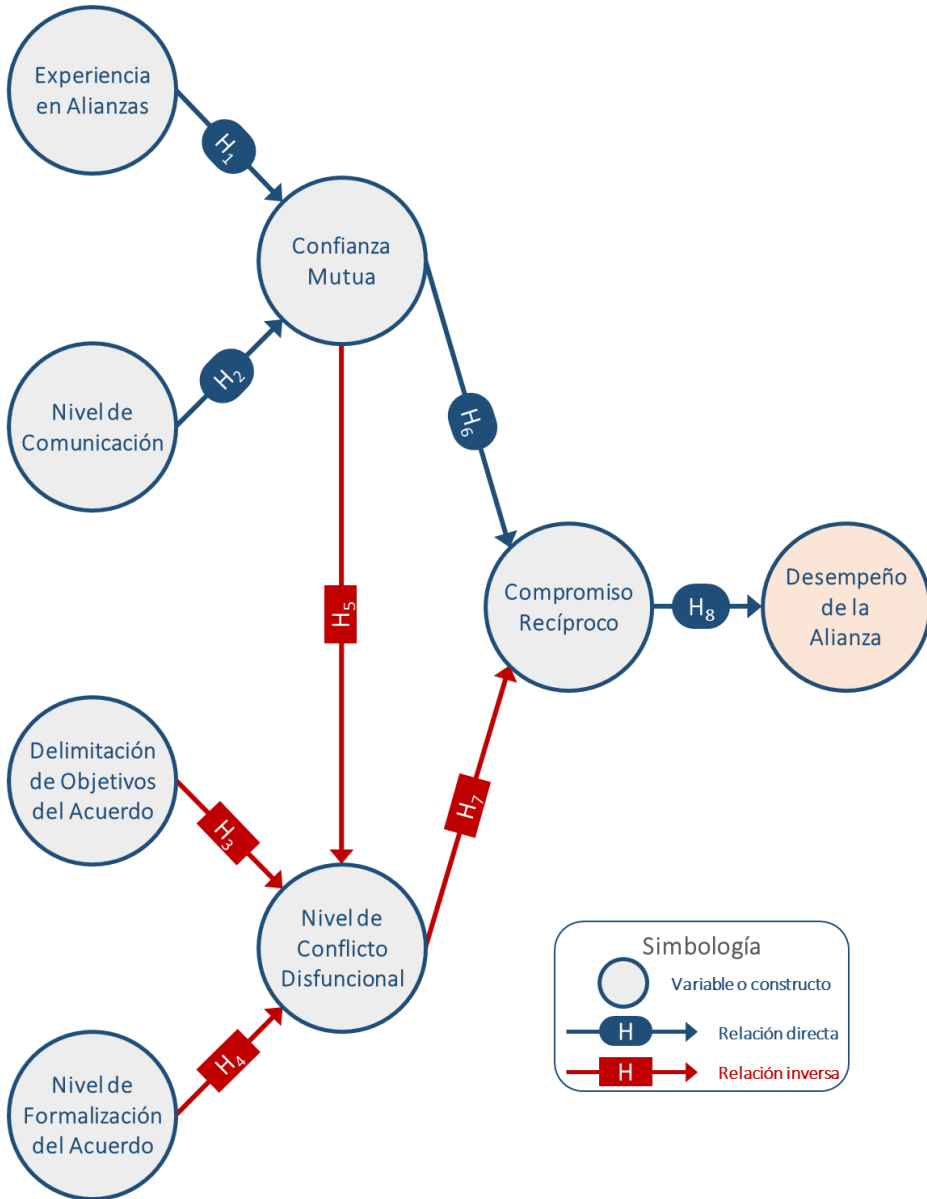 Experiencia
en Alianzas
H₁
Confianza
Mutua
H₂
Nivel de
Comunicación
H₆
H₅
Compromiso
Recíproco
H₈
Desempeño
de la
Alianza
Delimitación
de Objetivos
del Acuerdo
H₃
H₇
Nivel de
Conflicto
Disfuncional
H₄
Nivel de
Formalización
del Acuerdo
Simbología
Variable o constructo
H
Relación directa
H
Relación inversa